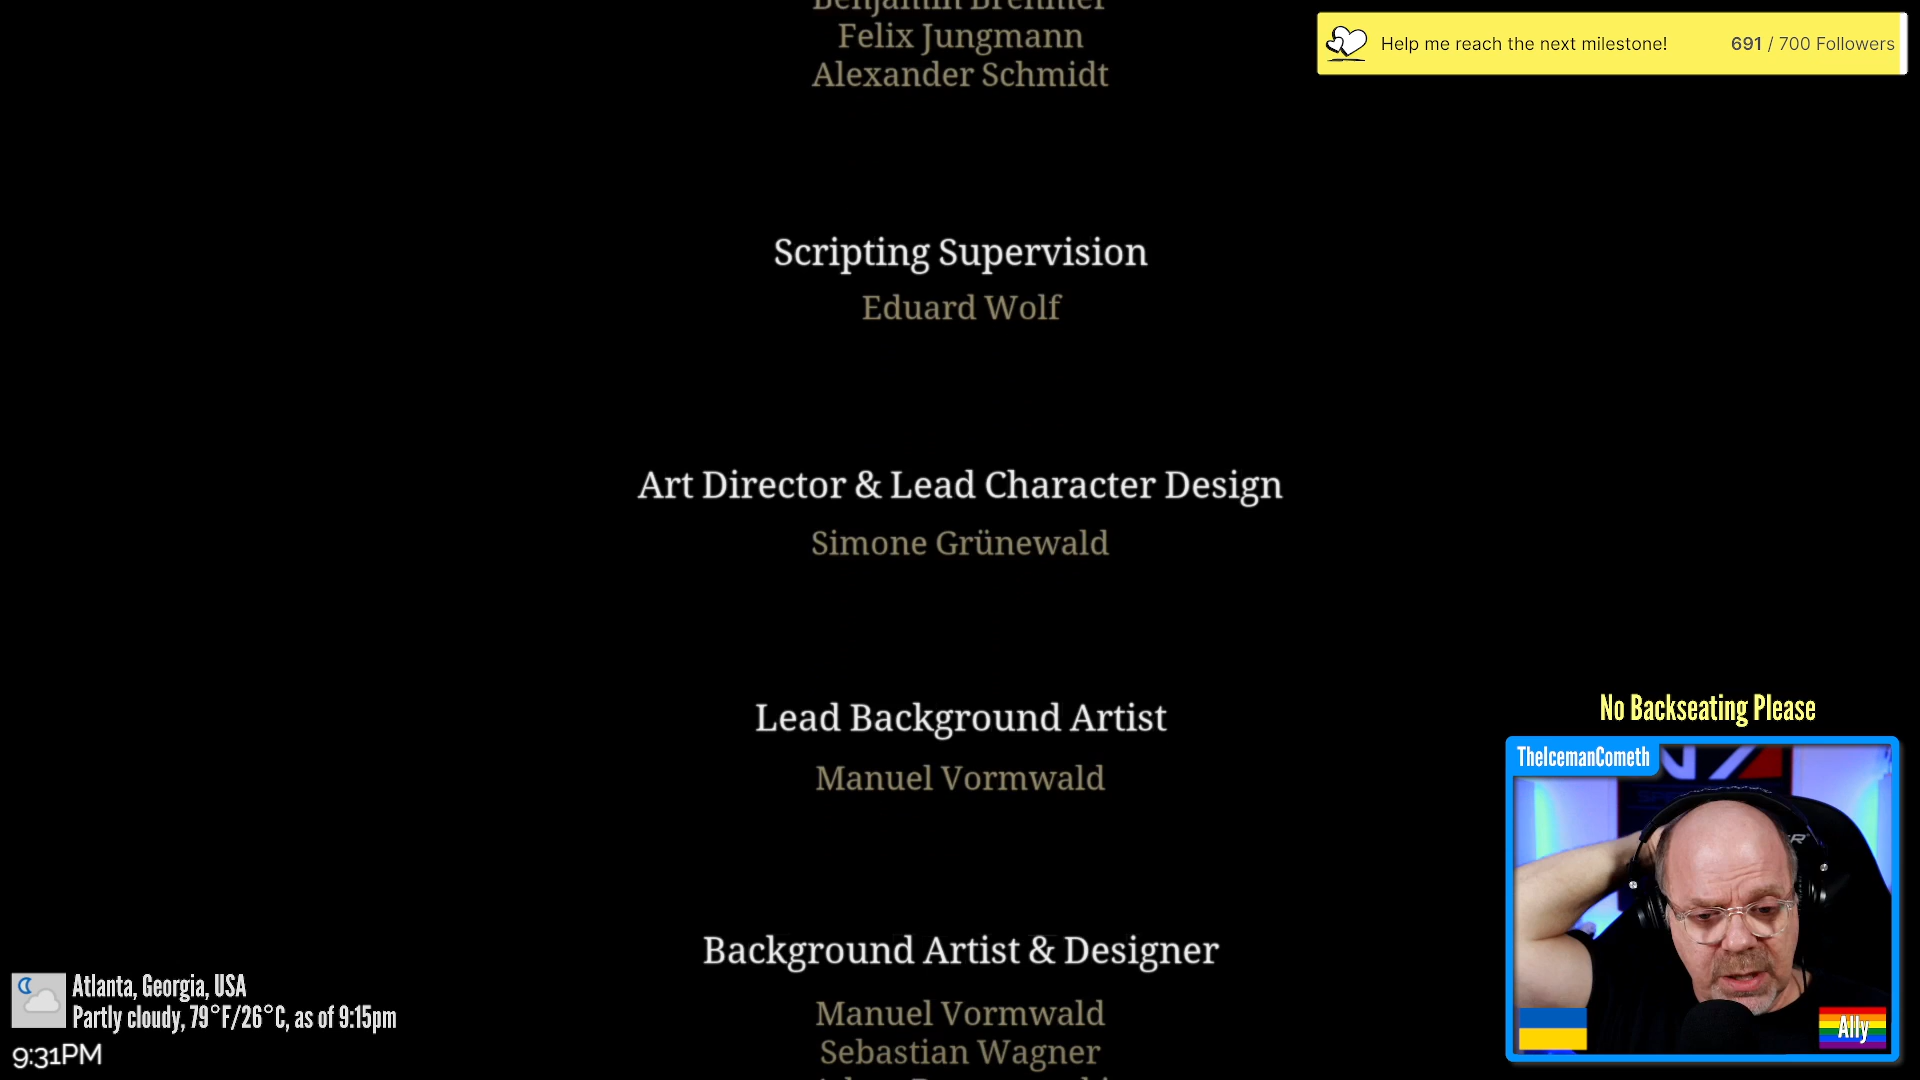 Felix Jungmann
Alexander Schmidt
Help me reach the next milestone!
691 / 700 Followers
Scripting Supervision
Eduard Wolf
Art Director & Lead Character Design
Simone Grünewald
Lead Background Artist
Manuel Vormwald
Background Artist & Designer
Manuel Vormwald
Sebastian Wagner
No Backseating Please
TheIcemanCometh
Ally
Atlanta, Georgia, USA
Partly cloudy, 79°F/26°C, as of 9:15pm
9:31PM